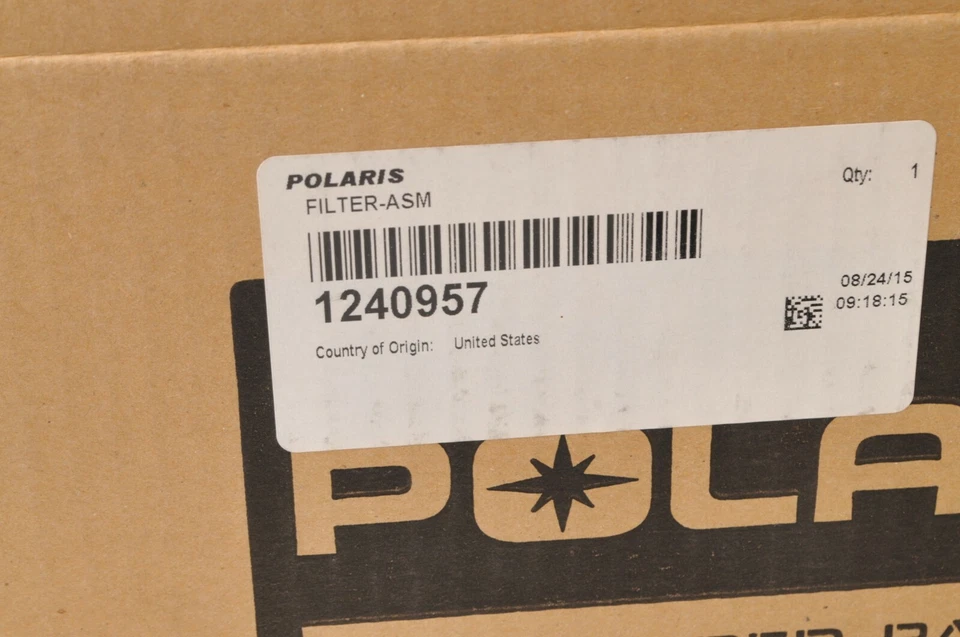 POLARIS
Qty: 1
FILTER-ASM
1240957
08/24/15
09:18:15
Country of Origin: United States
POLA